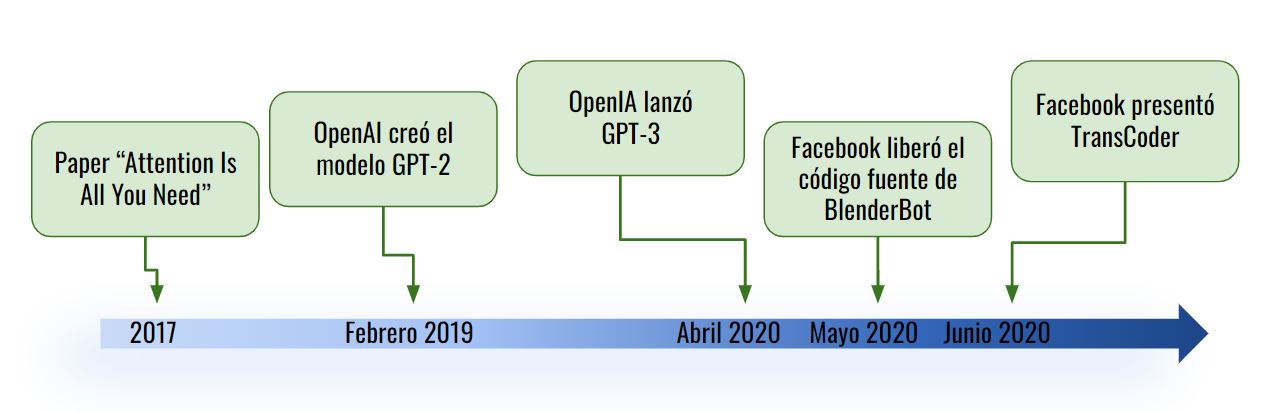 Paper “Attention Is
All You Need”
OpenAI creó el
modelo GPT-2
OpenIA lanzó
GPT-3
Facebook liberó el
código fuente de
BlenderBot
Facebook presentó
TransCoder
2017
Febrero 2019
Abril 2020
Mayo 2020
Junio 2020